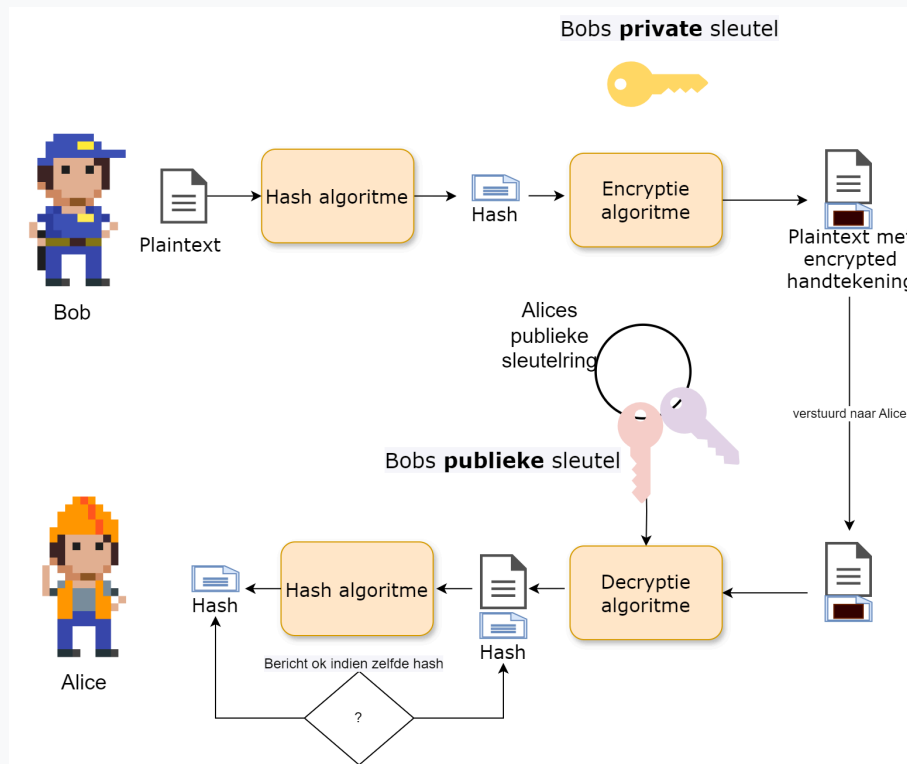 Bobs private sleutel
Hash algoritme
Encryptie
algoritme
Hash
Plaintext
Plaintext met
encrypted
handtekening
Bob
Alices
publieke
sleutelring
verstuurd naar Alice
Bobs publieke sleutel
Hash algoritme
Decryptie
algoritme
Hash
Hash
Bericht ok indien zelfde hash
?
Alice